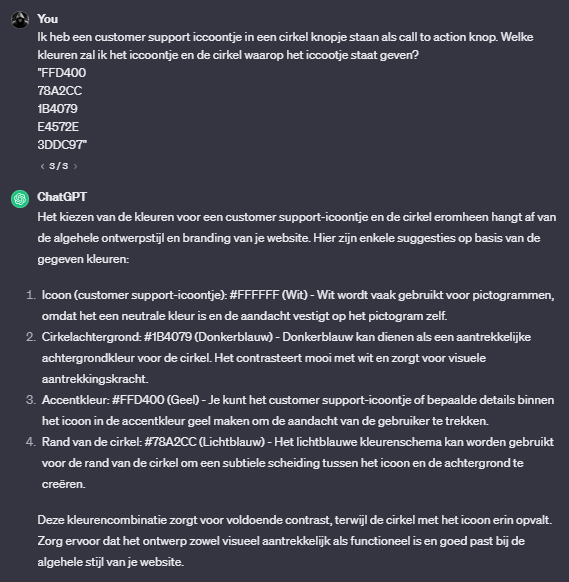 You
Ik heb een customer support iccoontje in een cirkel knopje staan als call to action knop. Welke
kleuren zal ik het iccoontje en de cirkel waarop het iccootje staat geven?
"FFD400
78A2CC
1B4079
E4572E
3DDC97"
< 3 / 3 >
ChatGPT
Het kiezen van de kleuren voor een customer support-icoontje en de cirkel eromheen hangt af van
de algehele ontwerpstijl en branding van je website. Hier zijn enkele suggesties op basis van de
gegeven kleuren:
1. Icoon (customer support-icoontje): #FFFFFF (Wit) - Wit wordt vaak gebruikt voor pictogrammen,
omdat het een neutrale kleur is en de aandacht vestigt op het pictogram zelf.
2. Cirkelachtergrond: #1B4079 (Donkerblauw) - Donkerblauw kan dienen als een aantrekkelijke
achtergrondkleur voor de cirkel. Het contrasteert mooi met wit en zorgt voor visuele
aantrekkingskracht.
3. Accentkleur: #FFD400 (Geel) - Je kunt het customer support-icoontje of bepaalde details binnen
het icoon in de accentkleur geel maken om de aandacht van de gebruiker te trekken.
4. Rand van de cirkel: #78A2CC (Lichtblauw) - Het lichtblauwe kleurenschema kan worden gebruikt
voor de rand van de cirkel om een subtiele scheiding tussen het icoon en de achtergrond te
creëren.
Deze kleurencombinatie zorgt voor voldoende contrast, terwijl de cirkel met het icoon erin opvalt.
Zorg ervoor dat het ontwerp zowel visueel aantrekkelijk als functioneel is en goed past bij de
algehele stijl van je website.